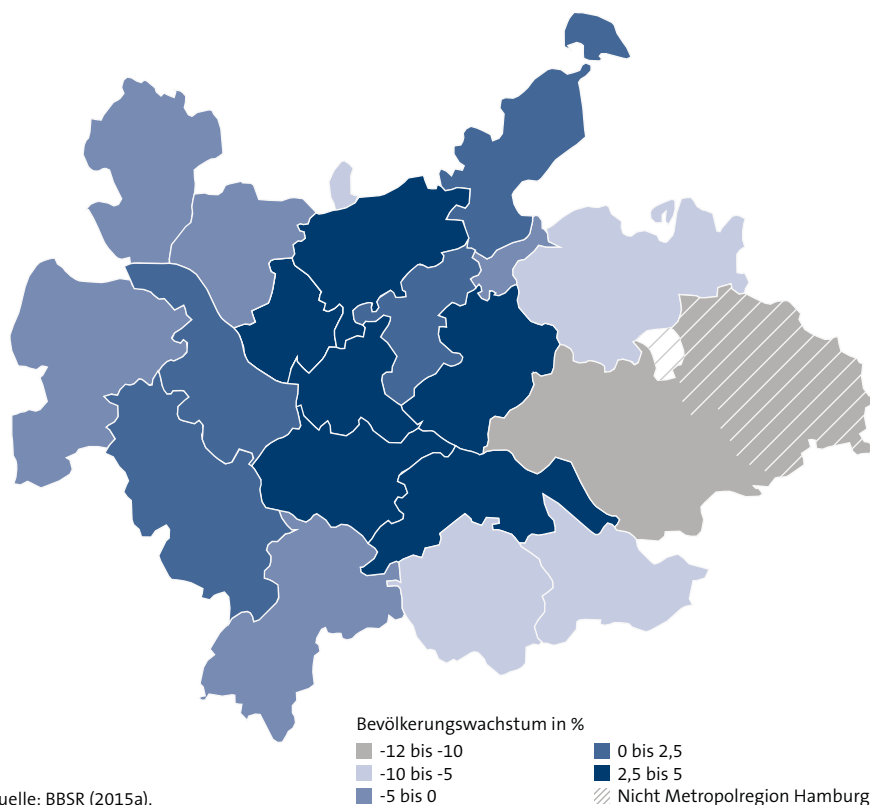 Bevölkerungswachstum in %
-12 bis -10
-10 bis -5
-5 bis 0
0 bis 2,5
2,5 bis 5
Nicht Metropolregion Hamburg
uelle: BBSR (2015a).